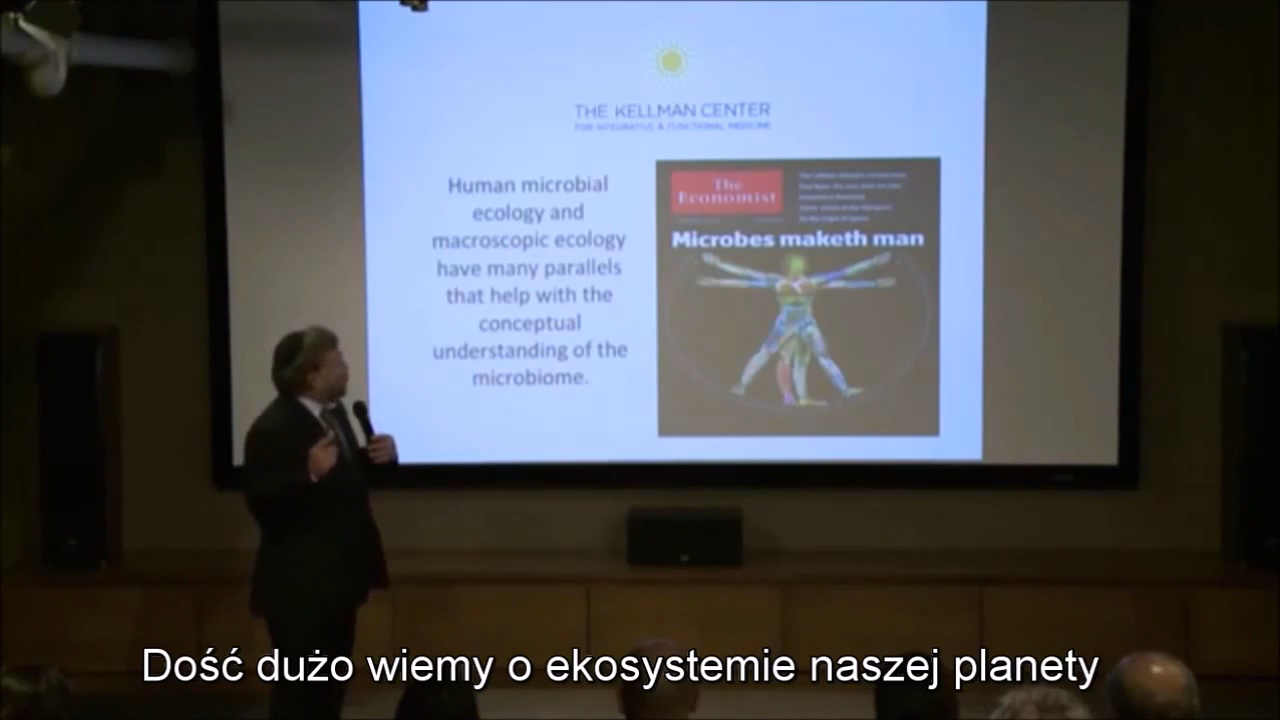 THE KELLMAN CENTER
FOR INTEGRATIVE & FUNCTIONAL MEDICINE
Human microbial
ecology and
macroscopic ecology
have many parallels
that help with the
conceptual
understanding of the
microbiome.
The
Economist
Microbes maketh man
Dość dużo wiemy o ekosystemie naszej planety